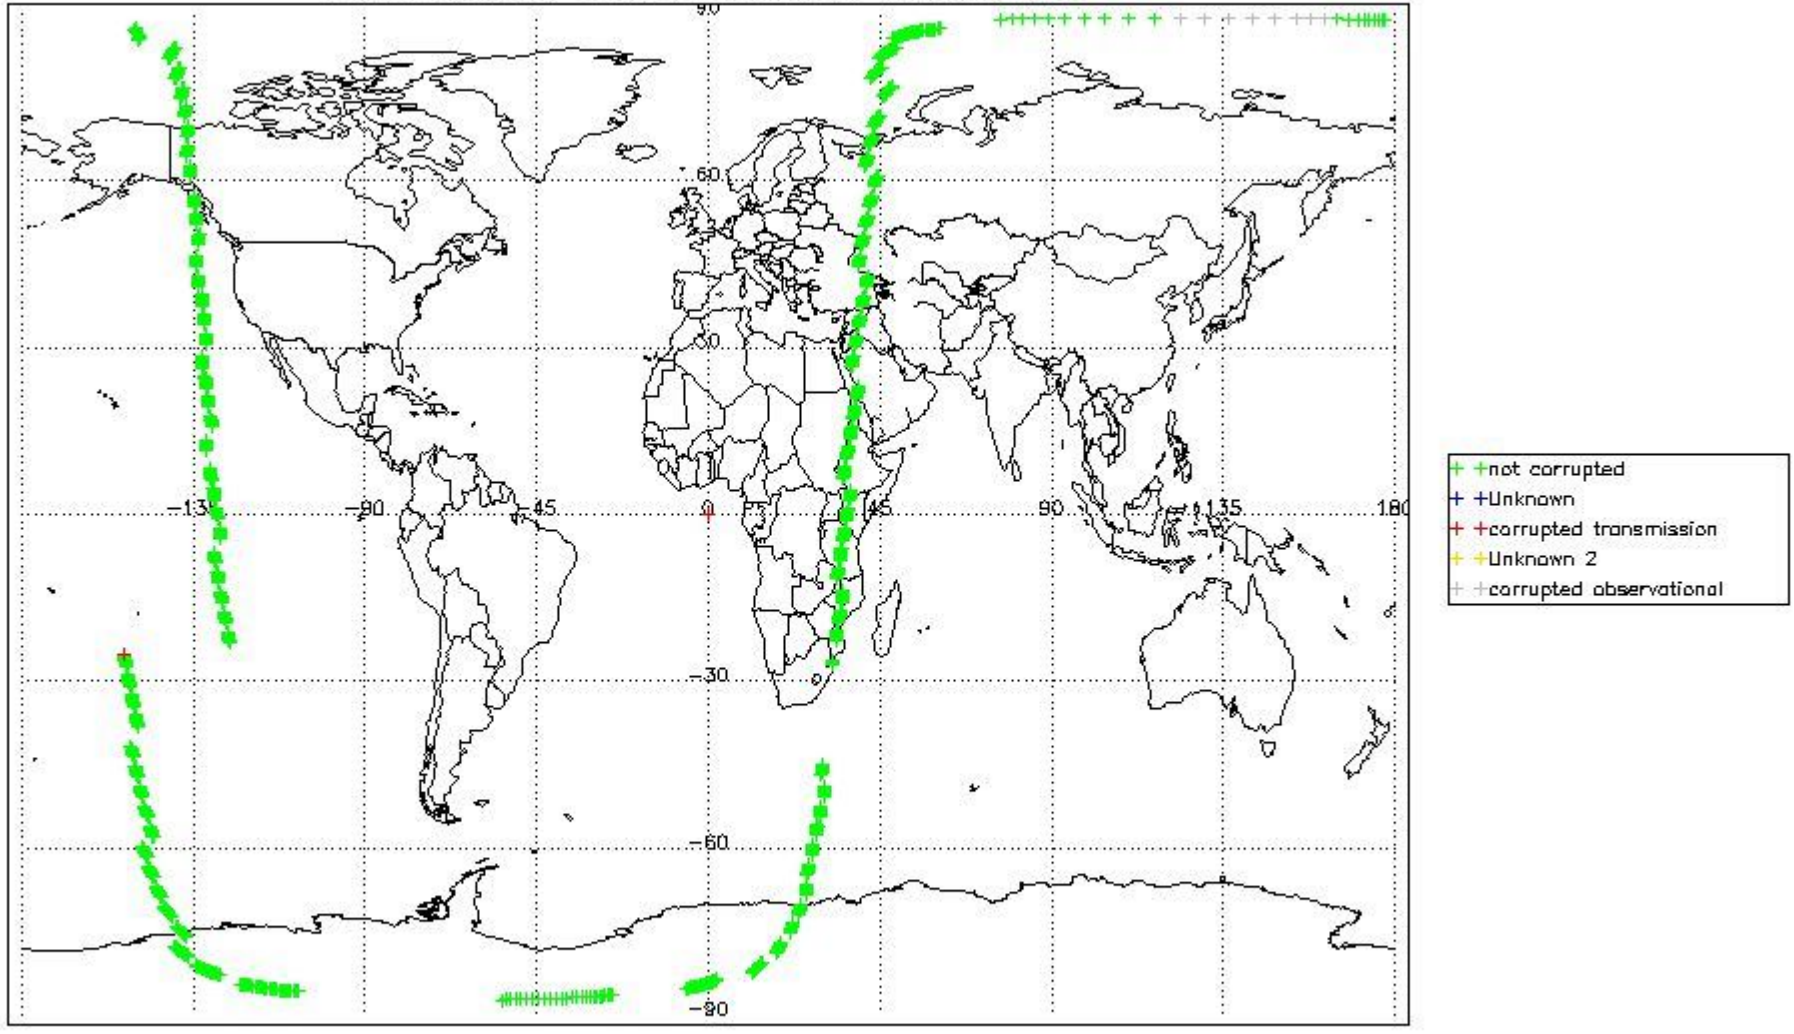 90
60
30
-135
-90
-45
0
45
90
135
180
-30
-60
-90
not corrupted
Unknown
corrupted transmission
Unknown 2
corrupted observational